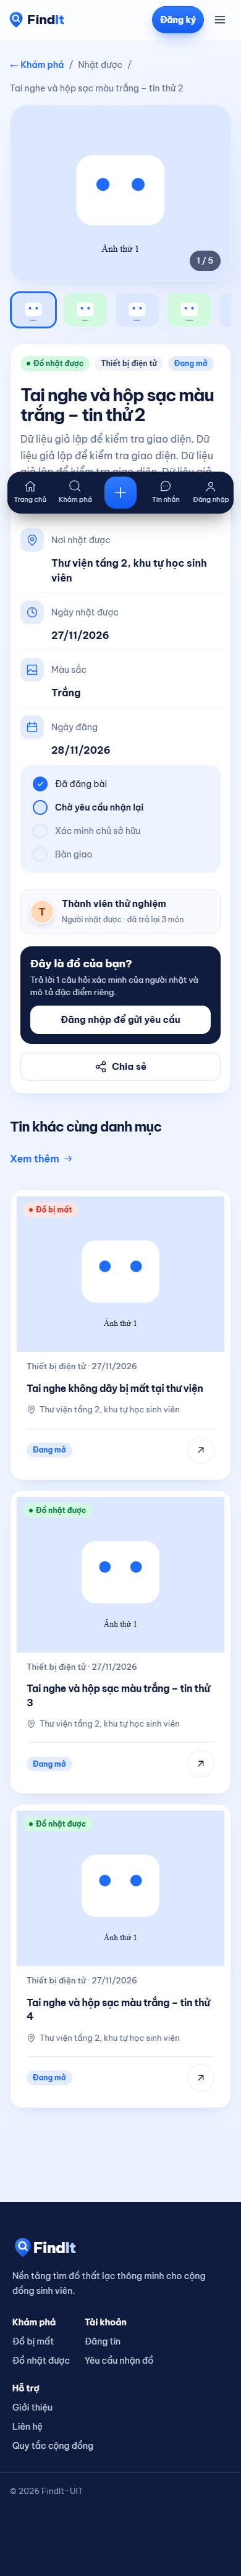 FindIt
Đăng ký
← Khám phá / Nhặt được /
Tai nghe và hộp sạc màu trắng – tin thử 2
Ảnh thử 1
1 / 5
Đồ nhặt được
Thiết bị điện tử
Đang mở
Tai nghe và hộp sạc màu
trắng – tin thử 2
Dữ liệu giả lập để kiểm tra giao diện. Dữ
liệu giả lập để kiểm tra giao diện. Dữ liệu
Trang chủ
Khám phá
Tin nhắn
Đăng nhập
Nơi nhặt được
Thư viện tầng 2, khu tự học sinh
viên
Ngày nhặt được
27/11/2026
Màu sắc
Trắng
Ngày đăng
28/11/2026
Đã đăng bài
Chờ yêu cầu nhận lại
Xác minh chủ sở hữu
Bàn giao
T
Thành viên thử nghiệm
Người nhặt được · đã trả lại 3 món
Đây là đồ của bạn?
Trả lời 1 câu hỏi xác minh của người nhặt và
mô tả đặc điểm riêng.
Đăng nhập để gửi yêu cầu
Chia sẻ
Tin khác cùng danh mục
Xem thêm →
Đồ bị mất
Ảnh thử 1
Thiết bị điện tử · 27/11/2026
Tai nghe không dây bị mất tại thư viện
Thư viện tầng 2, khu tự học sinh viên
Đang mở
Đồ nhặt được
Ảnh thử 1
Thiết bị điện tử · 27/11/2026
Tai nghe và hộp sạc màu trắng – tin thử
3
Thư viện tầng 2, khu tự học sinh viên
Đang mở
Đồ nhặt được
Ảnh thử 1
Thiết bị điện tử · 27/11/2026
Tai nghe và hộp sạc màu trắng – tin thử
4
Thư viện tầng 2, khu tự học sinh viên
Đang mở
FindIt
Nền tảng tìm đồ thất lạc thông minh cho cộng
đồng sinh viên.
Khám phá
Đồ bị mất
Đồ nhặt được
Tài khoản
Đăng tin
Yêu cầu nhận đồ
Hỗ trợ
Giới thiệu
Liên hệ
Quy tắc cộng đồng
© 2026 FindIt · UIT